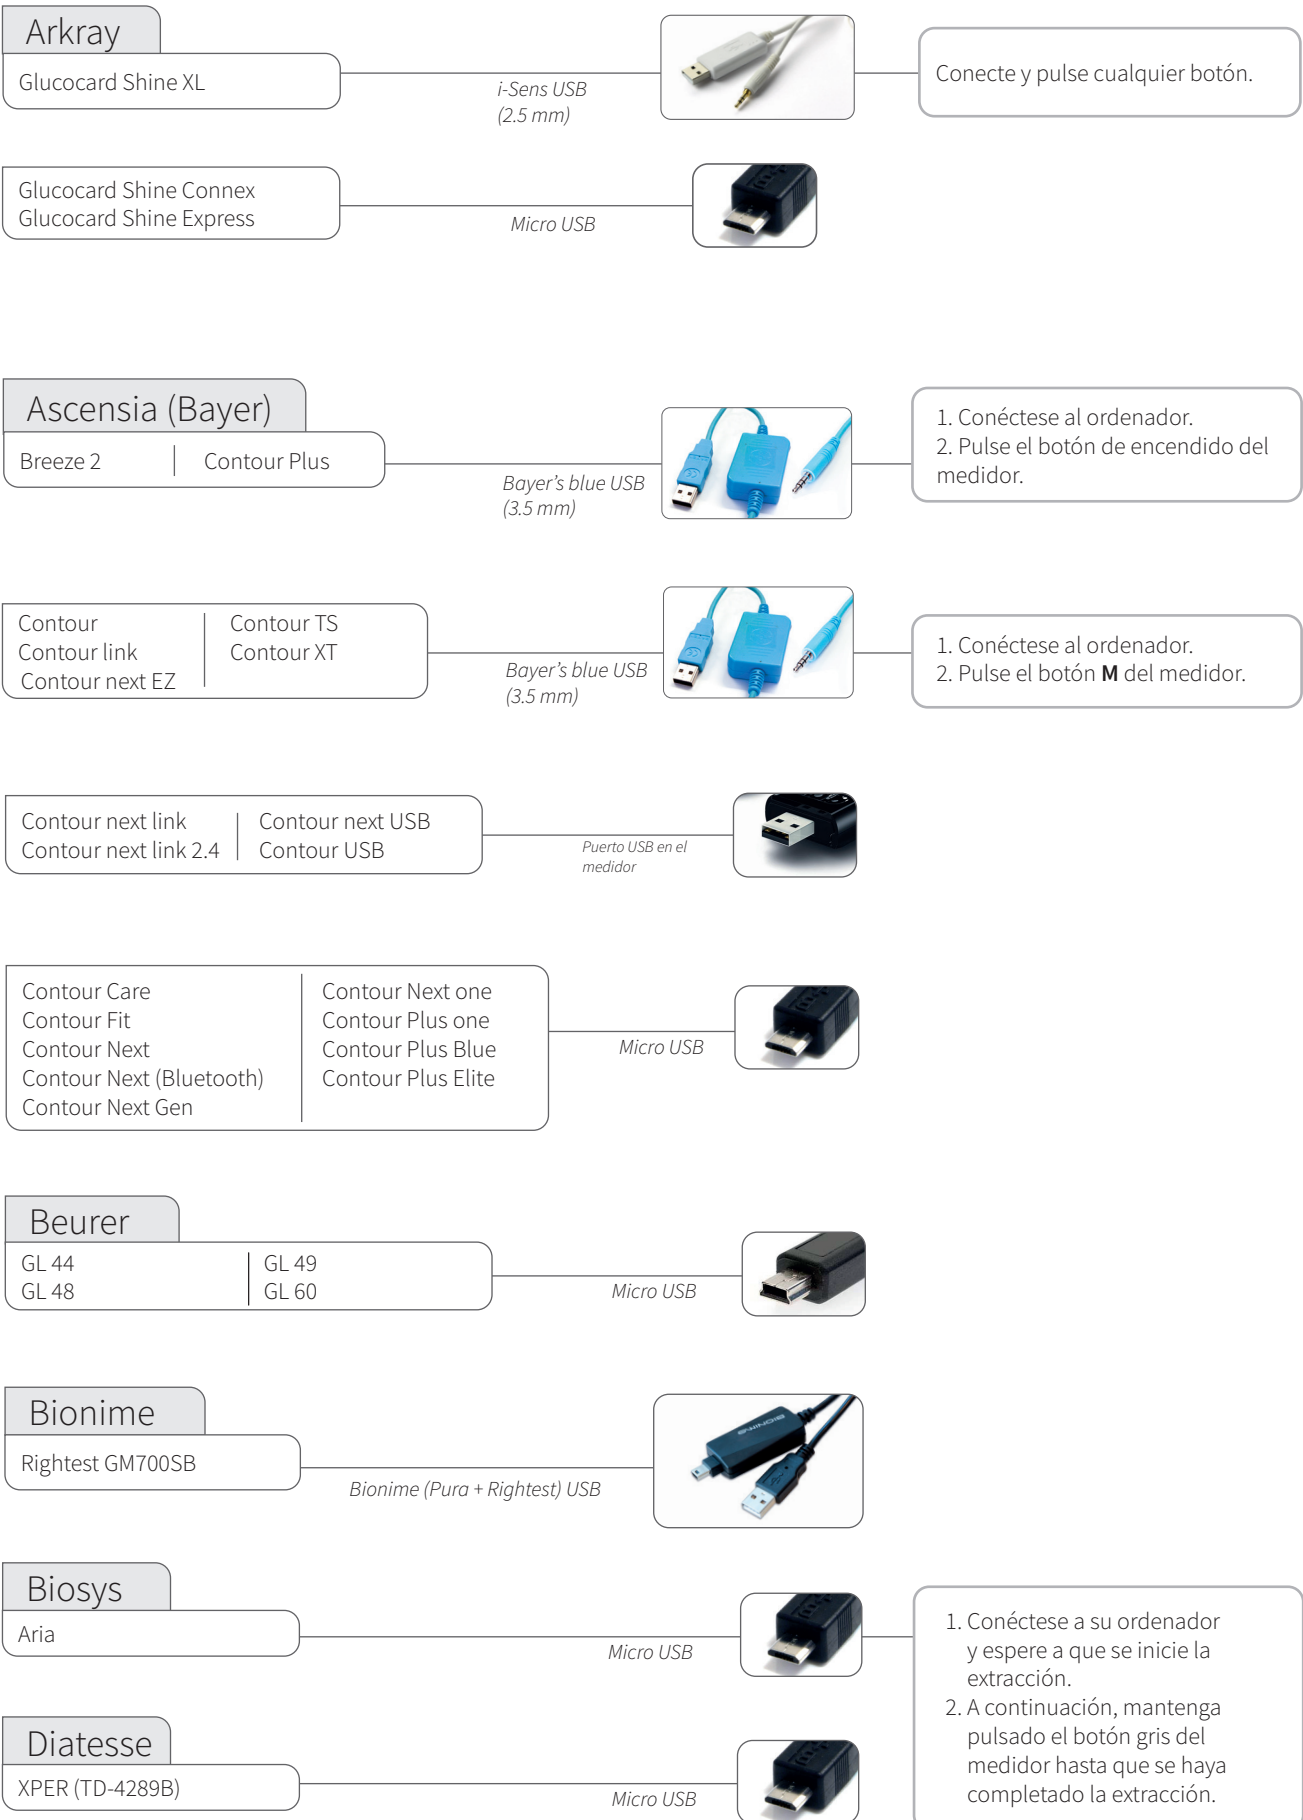 Arkray
Glucocard Shine XL
i-Sens USB
(2.5 mm)
Conecte y pulse cualquier botón.
Glucocard Shine Connex
Glucocard Shine Express
Micro USB
Ascensia (Bayer)
Breeze 2
Contour Plus
Bayer's blue USB
(3.5 mm)
1. Conéctese al ordenador.
2. Pulse el botón de encendido del
medidor.
Contour
Contour link
Contour next EZ
Contour TS
Contour XT
Bayer's blue USB
(3.5 mm)
1. Conéctese al ordenador.
2. Pulse el botón M del medidor.
Contour next link
Contour next link 2.4
Contour next USB
Contour USB
Puerto USB en el
medidor
Contour Care
Contour Fit
Contour Next
Contour Next (Bluetooth)
Contour Next Gen
Contour Next one
Contour Plus one
Contour Plus Blue
Contour Plus Elite
Micro USB
Beurer
GL 44
GL 48
GL 49
GL 60
Micro USB
Bionime
Rightest GM700SB
Bionime (Pura + Rightest) USB
BIONIME
Biosys
Aria
Micro USB
1. Conéctese a su ordenador
y espere a que se inicie la
extracción.
2. A continuación, mantenga
pulsado el botón gris del
medidor hasta que se haya
completado la extracción.
Diatesse
XPER (TD-4289B)
Micro USB